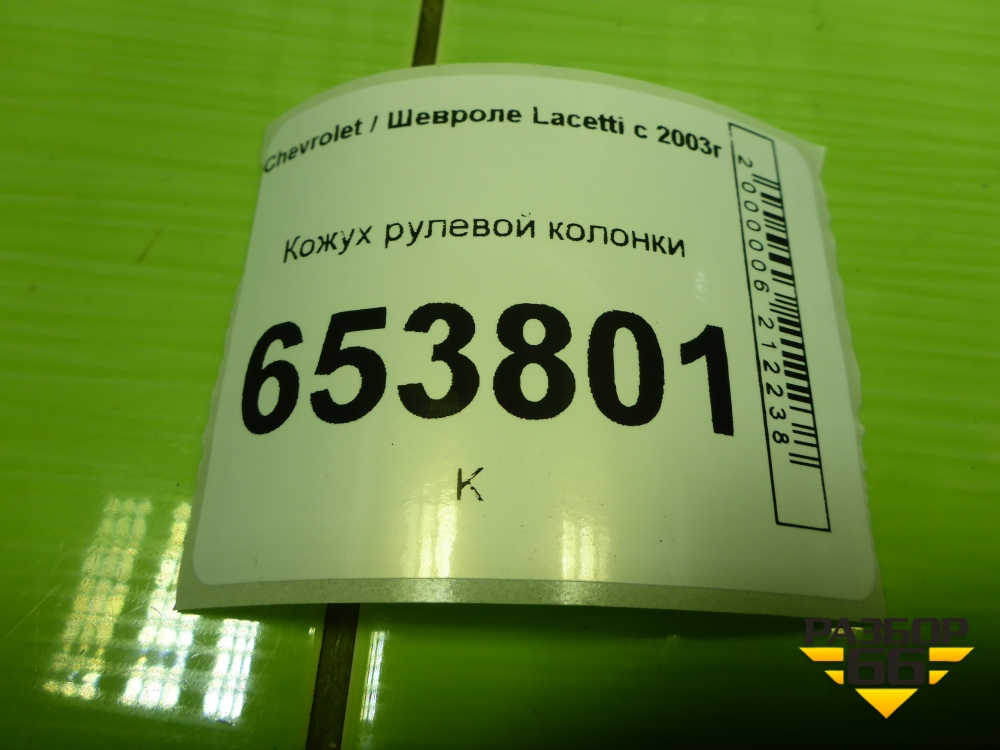 Chevrolet / Шевроле Lacetti с 2003г
Кожух рулевой колонки
653801
К
2000006212238
РАЗБОР
66